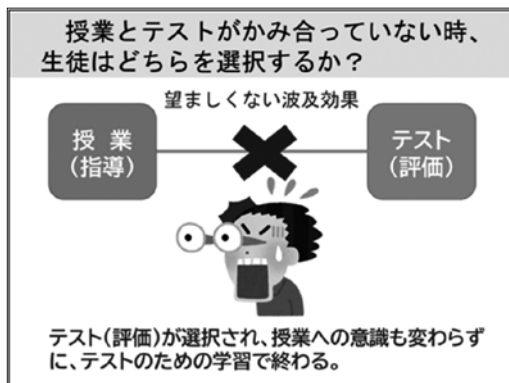 授業とテストがかみ合っていない時、
生徒はどちらを選択するか？
望ましくない波及効果
授 業
（指導）
テスト
（評価）
テスト（評価）が選択され、授業への意識も変わらず
に、テストのための学習で終わる。